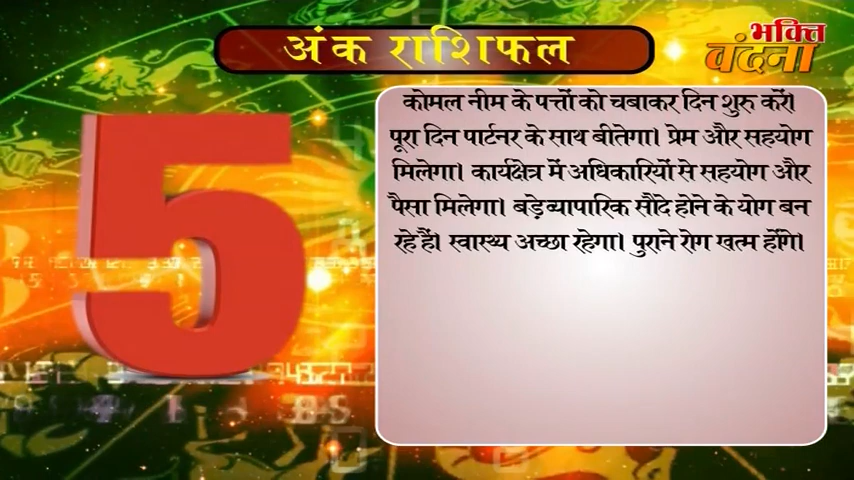 अंक राशिफल
भक्ति
वंदना
5
कोमल नीम के पत्तों को चबाकर दिन शुरु करें।
पूरा दिन पार्टनर के साथ बीतेगा। प्रेम और सहयोग
मिलेगा। कार्यक्षेत्र में अधिकारियों से सहयोग और
पैसा मिलेगा। बड़े व्यापारिक सौदे होने के योग बन
रहे हैं। स्वास्थ्य अच्छा रहेगा। पुराने रोग खत्म होंगे।